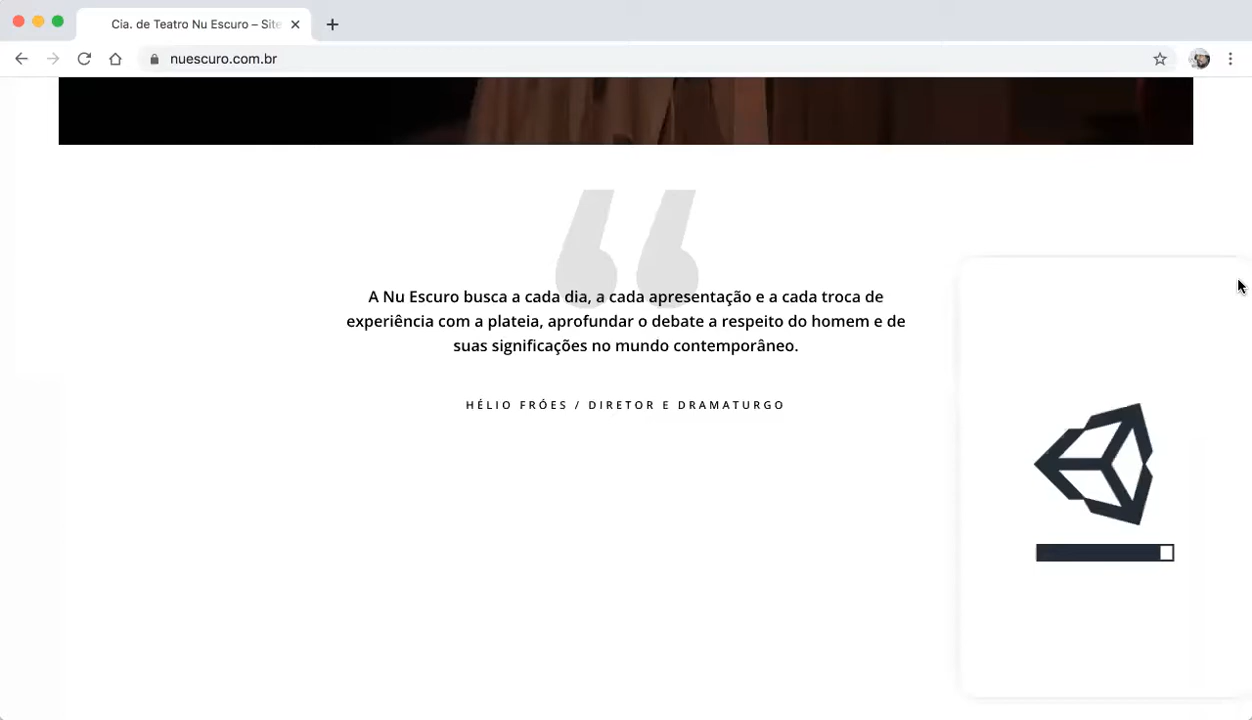 Cia. de Teatro Nu Escuro – Site
nuescuro.com.br
A Nu Escuro busca a cada dia, a cada apresentação e a cada troca de
experiência com a plateia, aprofundar o debate a respeito do homem e de
suas significações no mundo contemporâneo.
HÉLIO FRÓES / DIRETOR E DRAMATURGO